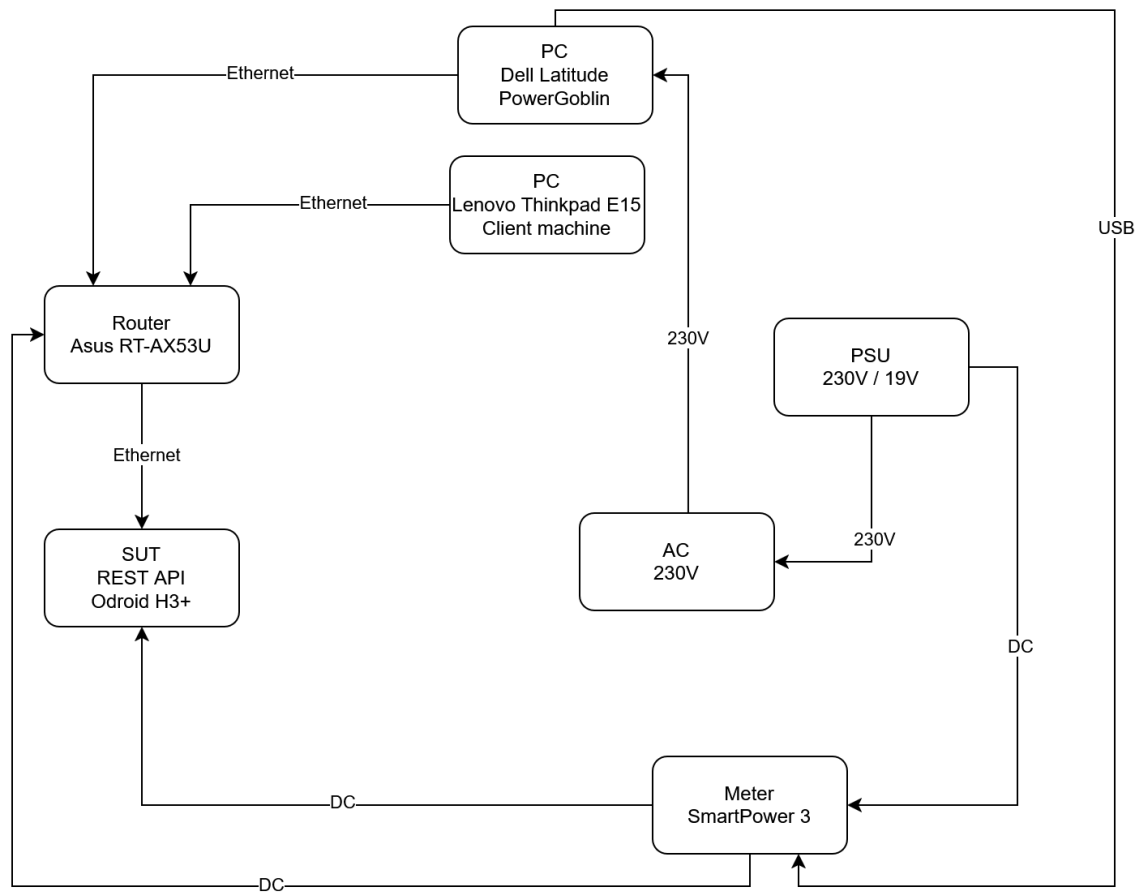 PC
Dell Latitude
PowerGoblin
Ethernet
PC
Lenovo Thinkpad E15
Client machine
Ethernet
USB
Router
Asus RT-AX53U
230V
PSU
230V / 19V
Ethernet
SUT
REST API
Odroid H3+
AC
230V
230V
DC
Meter
SmartPower 3
DC
DC